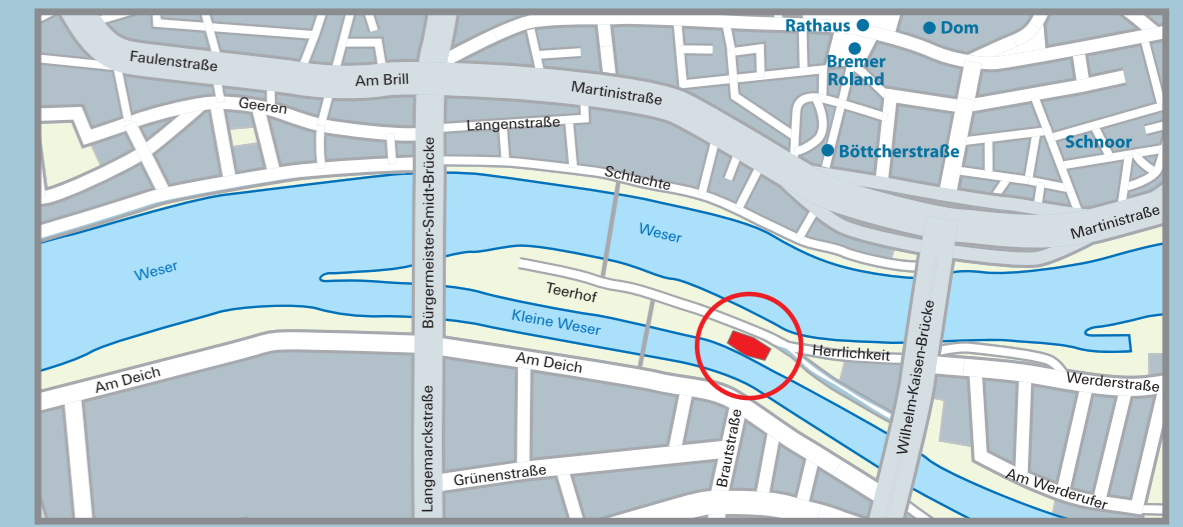 Rathaus
Dom
Bremer
Roland
Faulenstraße
Am Brill
Martinistraße
Geeren
Langenstraße
Böttcherstraße
Schnoor
Schlachte
Bürgermeister-Smidt-Brücke
Weser
Martinistraße
Weser
Teerhof
Kleine Weser
Herrlichkeit
Wilhelm-Kaisen-Brücke
Am Deich
Am Deich
Werderstraße
Langemarckstraße
Grünenstraße
Brautstraße
Am Werderufer